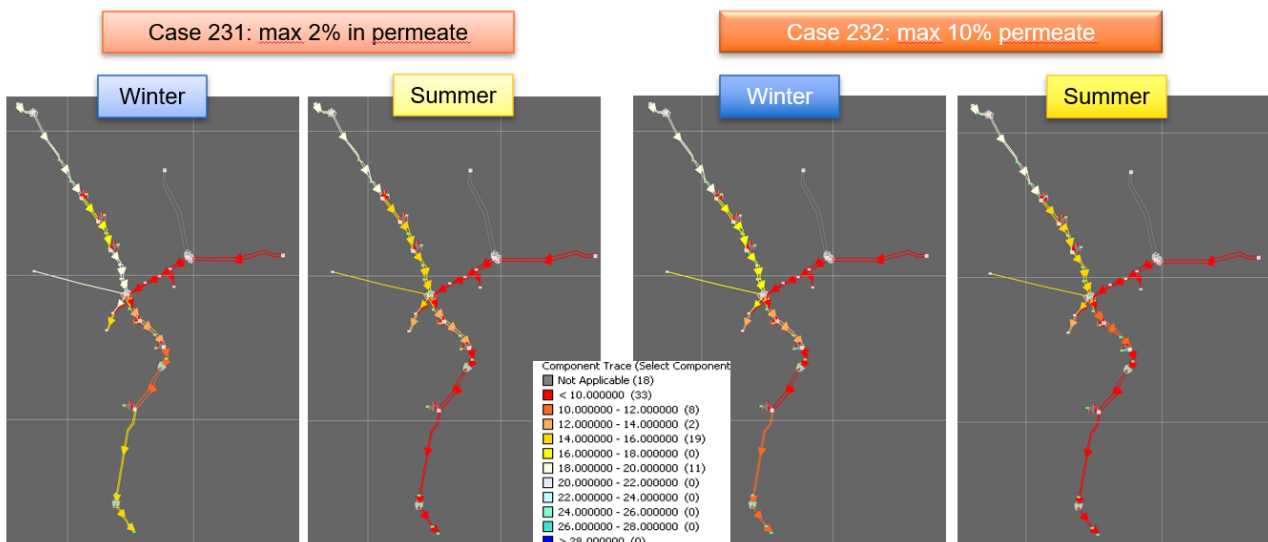 Case 231: max 2% in permeate
Case 232: max 10% permeate
Winter
Summer
Winter
Summer
Component Trace (Select Component
Not Applicable (18)
< 10.000000 (33)
10.000000 - 12.000000 (8)
12.000000 - 14.000000 (2)
14.000000 - 16.000000 (19)
16.000000 - 18.000000 (0)
18.000000 - 20.000000 (11)
20.000000 - 22.000000 (0)
22.000000 - 24.000000 (0)
24.000000 - 26.000000 (0)
26.000000 - 28.000000 (0)
> 28.000000 (0)